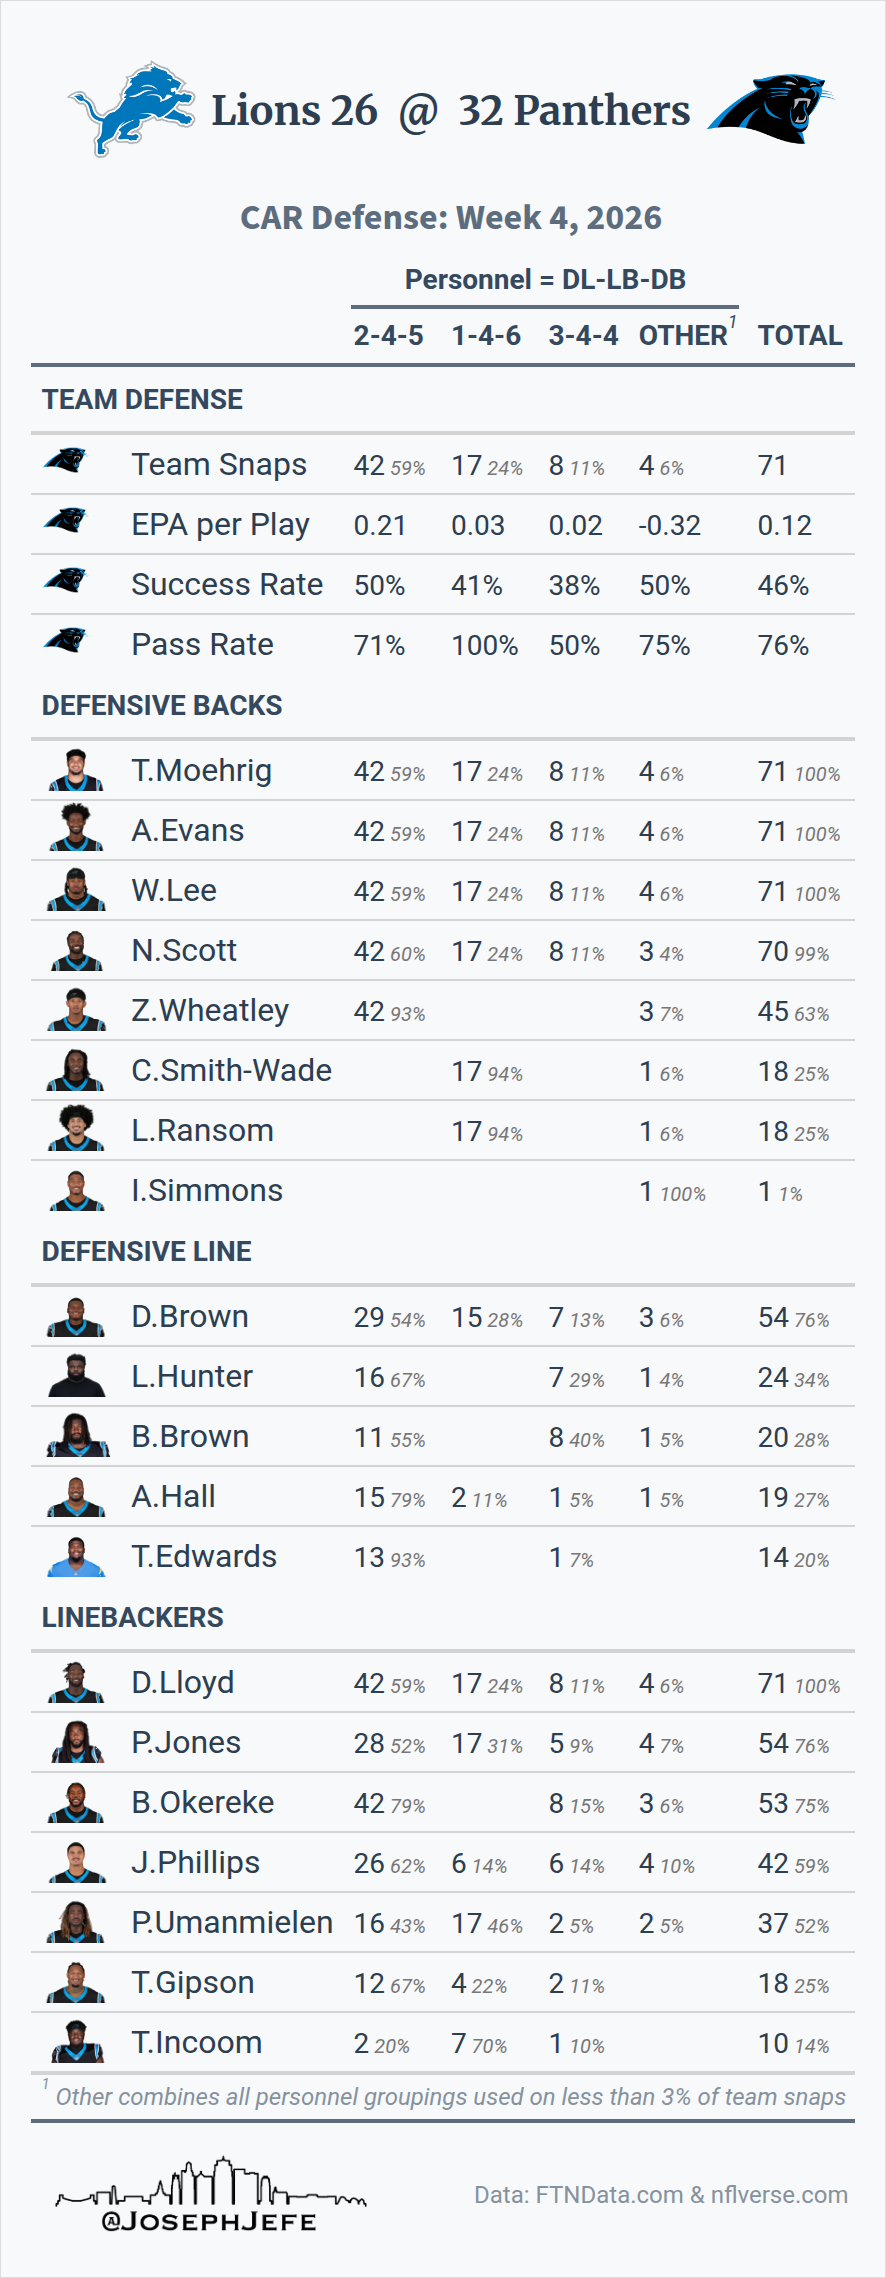 Lions 26 @ 32 Panthers
CAR Defense: Week 4, 2026
Personnel = DL-LB-DB
2-4-5 1-4-6 3-4-4 OTHER 1 TOTAL
TEAM DEFENSE
Team Snaps 42 59% 17 24% 8 11% 4 6% 71
EPA per Play 0.21 0.03 0.02 -0.32 0.12
Success Rate 50% 41% 38% 50% 46%
Pass Rate 71% 100% 50% 75% 76%
DEFENSIVE BACKS
T.Moehrig 42 59% 17 24% 8 11% 4 6% 71 100%
A.Evans 42 59% 17 24% 8 11% 4 6% 71 100%
W.Lee 42 59% 17 24% 8 11% 4 6% 71 100%
N.Scott 42 60% 17 24% 8 11% 3 4% 70 99%
Z.Wheatley 42 93% 3 7% 45 63%
C.Smith-Wade 17 94% 1 6% 18 25%
L.Ransom 17 94% 1 6% 18 25%
I.Simmons 1 100% 1 1%
DEFENSIVE LINE
D.Brown 29 54% 15 28% 7 13% 3 6% 54 76%
L.Hunter 16 67% 7 29% 1 4% 24 34%
B.Brown 11 55% 8 40% 1 5% 20 28%
A.Hall 15 79% 2 11% 1 5% 1 5% 19 27%
T.Edwards 13 93% 1 7% 14 20%
LINEBACKERS
D.Lloyd 42 59% 17 24% 8 11% 4 6% 71 100%
P.Jones 28 52% 17 31% 5 9% 4 7% 54 76%
B.Okereke 42 79% 8 15% 3 6% 53 75%
J.Phillips 26 62% 6 14% 6 14% 4 10% 42 59%
P.Umanmielen 16 43% 17 46% 2 5% 2 5% 37 52%
T.Gipson 12 67% 4 22% 2 11% 18 25%
T.Incoom 2 20% 7 70% 1 10% 10 14%
1 Other combines all personnel groupings used on less than 3% of team snaps
@JOSEPHJEFE
Data: FTNData.com & nflverse.com